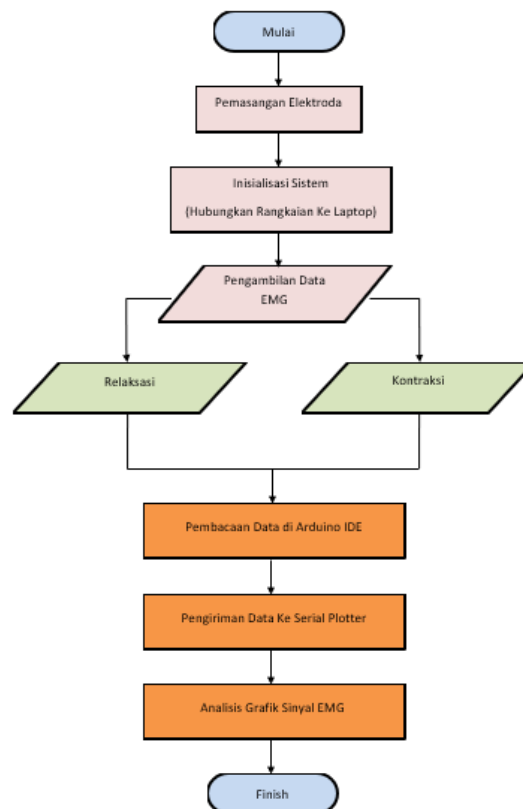 Mulai
Pemasangan Elektroda
Inisialisasi Sistem
(Hubungkan Rangkaian Ke Laptop)
Pengambilan Data
EMG
Relaksasi
Kontraksi
Pembacaan Data di Arduino IDE
Pengiriman Data Ke Serial Plotter
Analisis Grafik Sinyal EMG
Finish